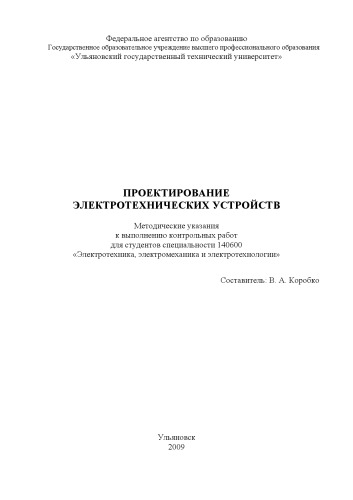 Федеральное агентство по образованию
Государственное образовательное учреждение высшего профессионального образования
«Ульяновский государственный технический университет»
ПРОЕКТИРОВАНИЕ
ЭЛЕКТРОТЕХНИЧЕСКИХ УСТРОЙСТВ
Методические указания
к выполнению контрольных работ
для студентов специальности 140600
«Электротехника, электромеханика и электротехнологии»
Составитель: В. А. Коробко
Ульяновск
2009